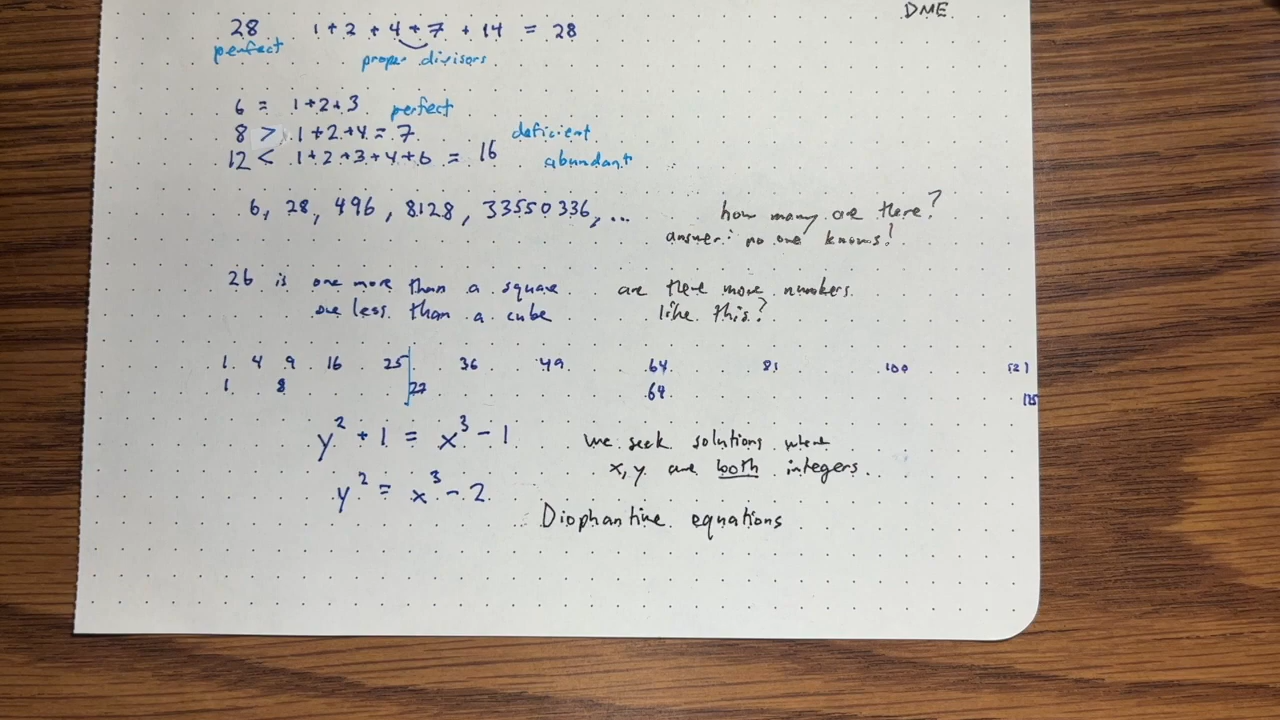 DME
28 1+2+4+7+14 = 28
perfect proper divisors
6 = 1+2+3 perfect
8 > 1+2+4=7 deficient
12 < 1+2+3+4+6 = 16 abundant
6, 28, 496, 8128, 33550336, ... how many are there?
answer: no one knows!
26 is one more than a square are there more numbers
one less than a cube like this?
1 4 9 16 25 36 49 64 81 100 121
1 8 27 64 125
y² + 1 = x³ - 1 we seek solutions where
x, y are both integers.
y² = x³ - 2
Diophantine equations